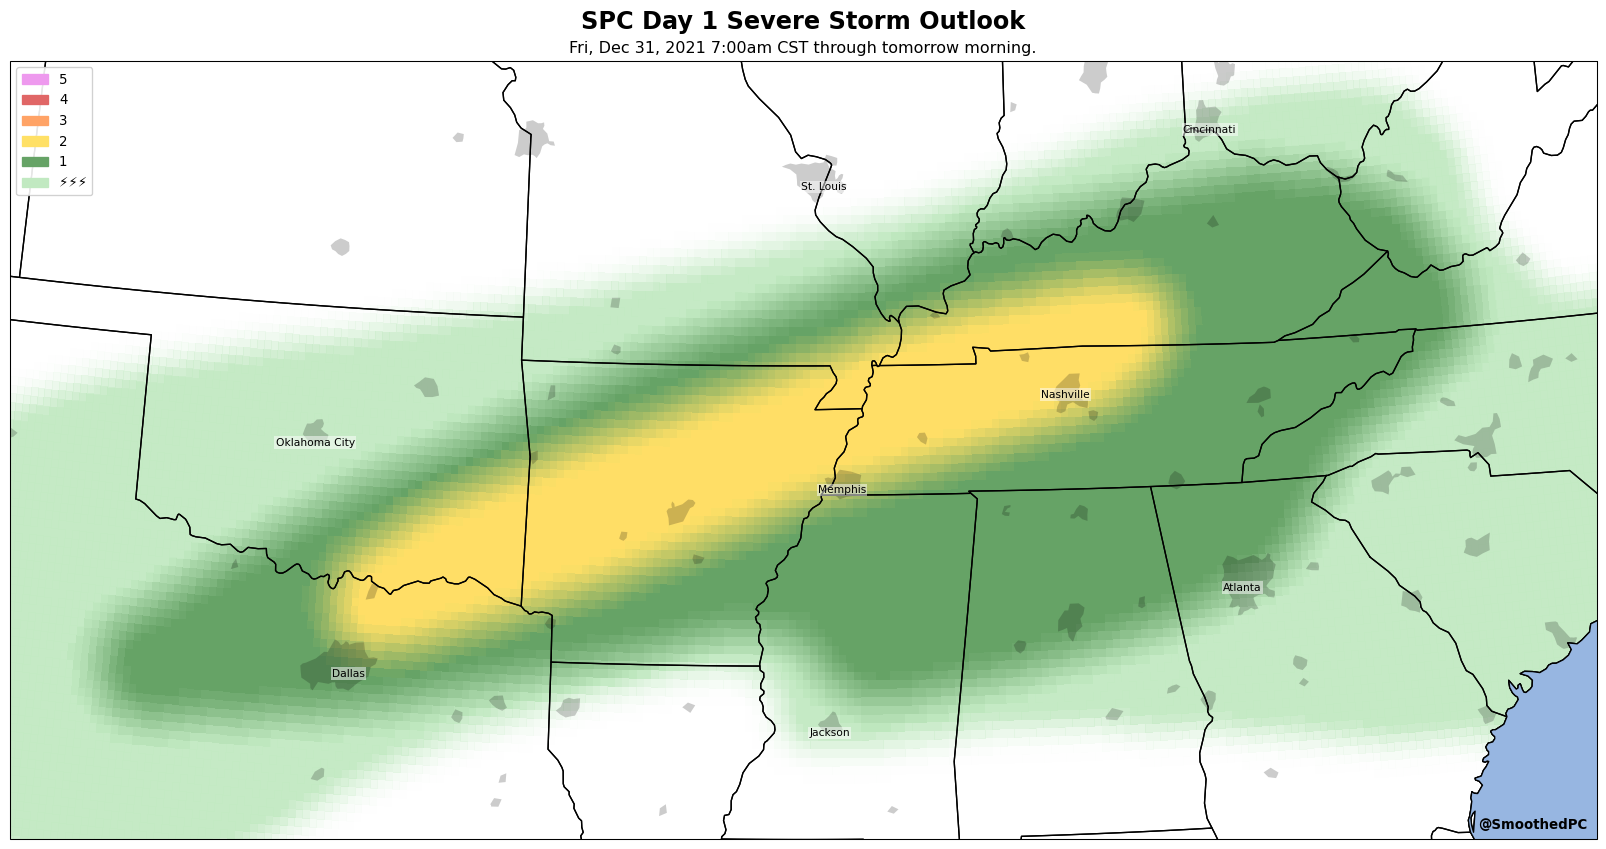 SPC Day 1 Severe Storm Outlook
Fri, Dec 31, 2021 7:00am CST through tomorrow morning.
5
4
3
2
1
⚡⚡⚡
Cincinnati
St. Louis
Nashville
Oklahoma City
Memphis
Atlanta
Dallas
Jackson
@SmoothedPC